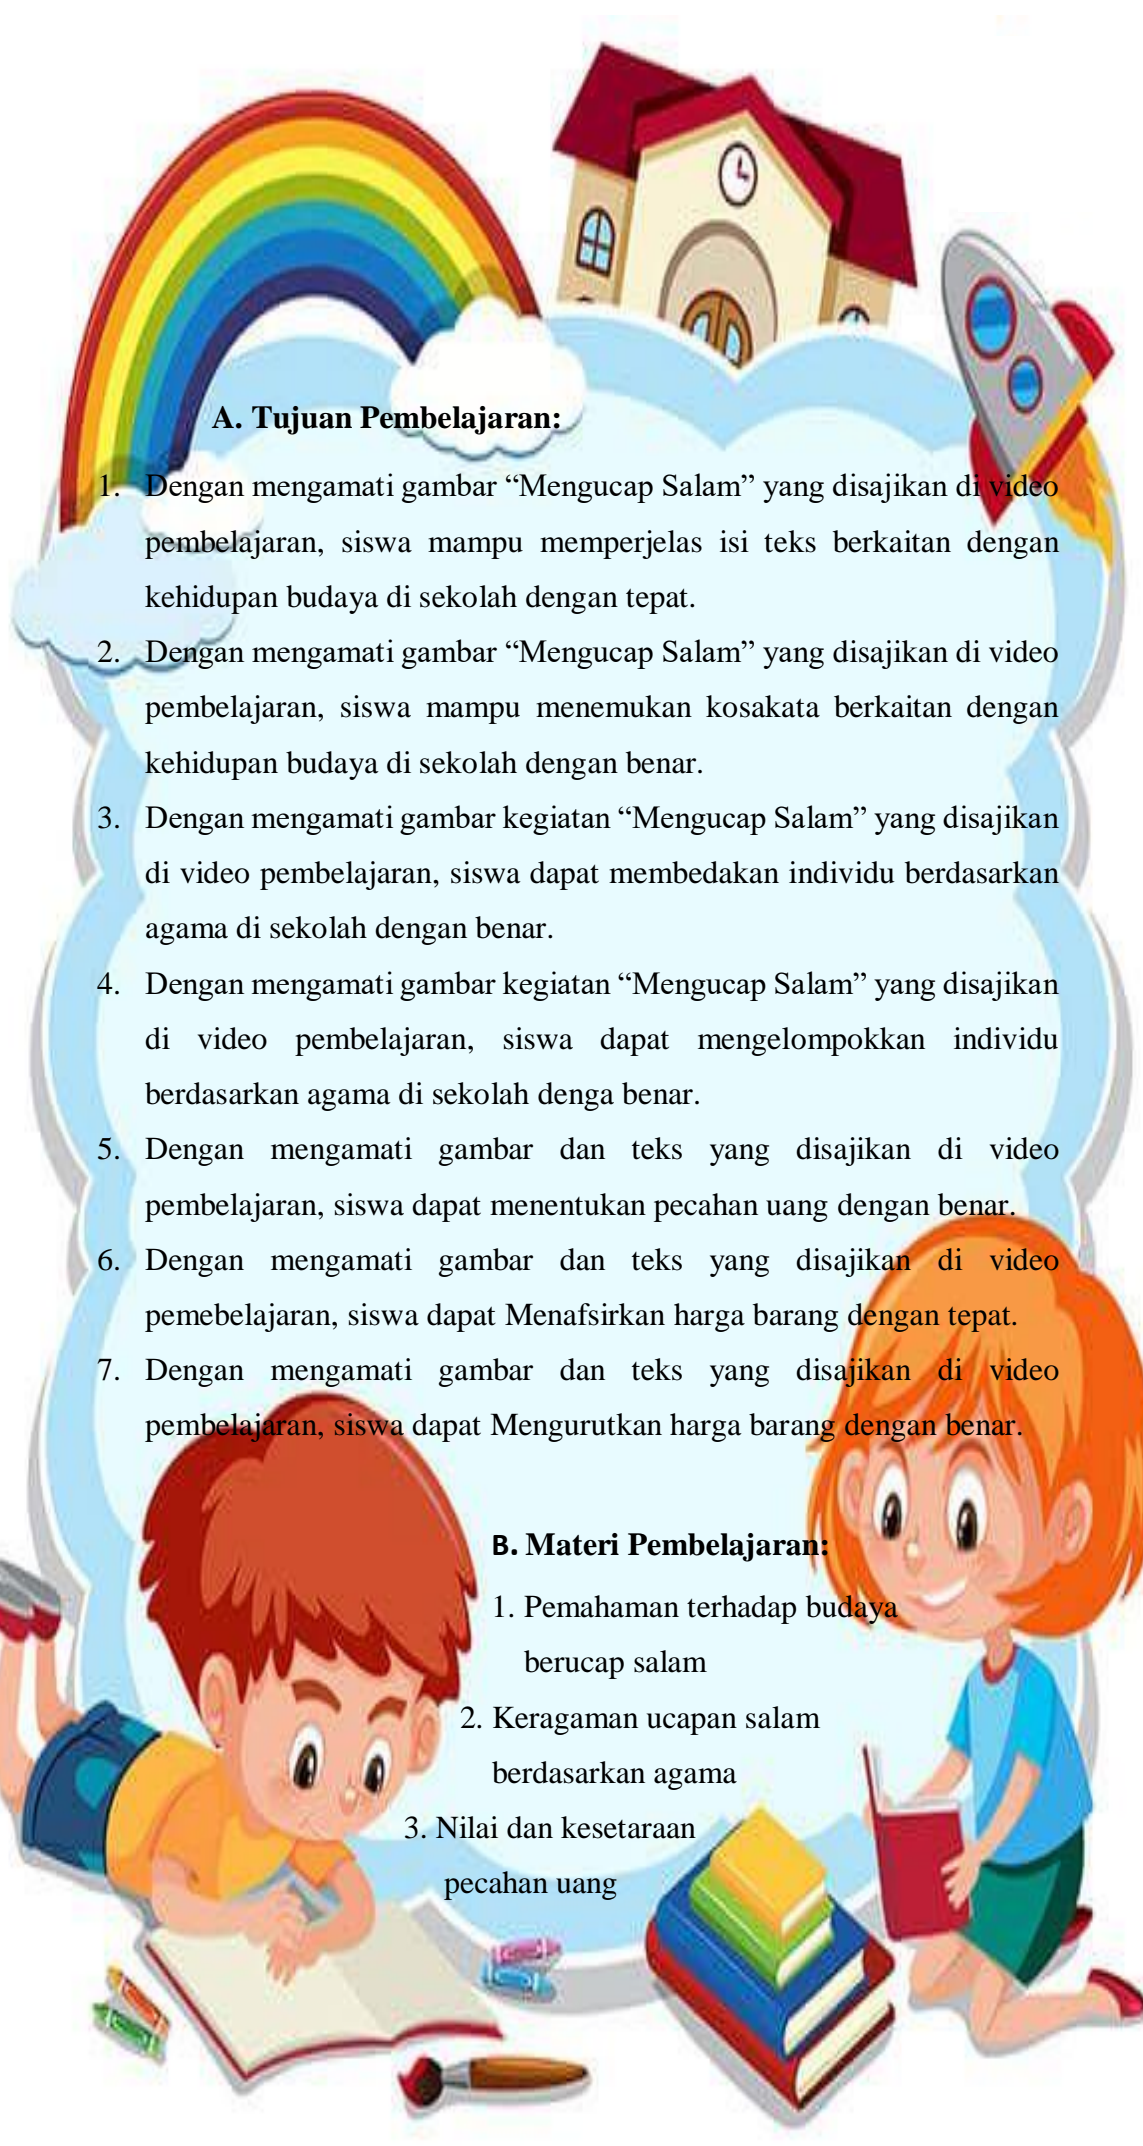 A. Tujuan Pembelajaran:
1. Dengan mengamati gambar “Mengucap Salam” yang disajikan di video
pembelajaran, siswa mampu memperjelas isi teks berkaitan dengan
kehidupan budaya di sekolah dengan tepat.
2. Dengan mengamati gambar “Mengucap Salam” yang disajikan di video
pembelajaran, siswa mampu menemukan kosakata berkaitan dengan
kehidupan budaya di sekolah dengan benar.
3. Dengan mengamati gambar kegiatan “Mengucap Salam” yang disajikan
di video pembelajaran, siswa dapat membedakan individu berdasarkan
agama di sekolah dengan benar.
4. Dengan mengamati gambar kegiatan “Mengucap Salam” yang disajikan
di video pembelajaran, siswa dapat mengelompokkan individu
berdasarkan agama di sekolah denga benar.
5. Dengan mengamati gambar dan teks yang disajikan di video
pembelajaran, siswa dapat menentukan pecahan uang dengan benar.
6. Dengan mengamati gambar dan teks yang disajikan di video
pemebelajaran, siswa dapat Menafsirkan harga barang dengan tepat.
7. Dengan mengamati gambar dan teks yang disajikan di video
pembelajaran, siswa dapat Mengurutkan harga barang dengan benar.
B. Materi Pembelajaran:
1. Pemahaman terhadap budaya
berucap salam
2. Keragaman ucapan salam
berdasarkan agama
3. Nilai dan kesetaraan
pecahan uang